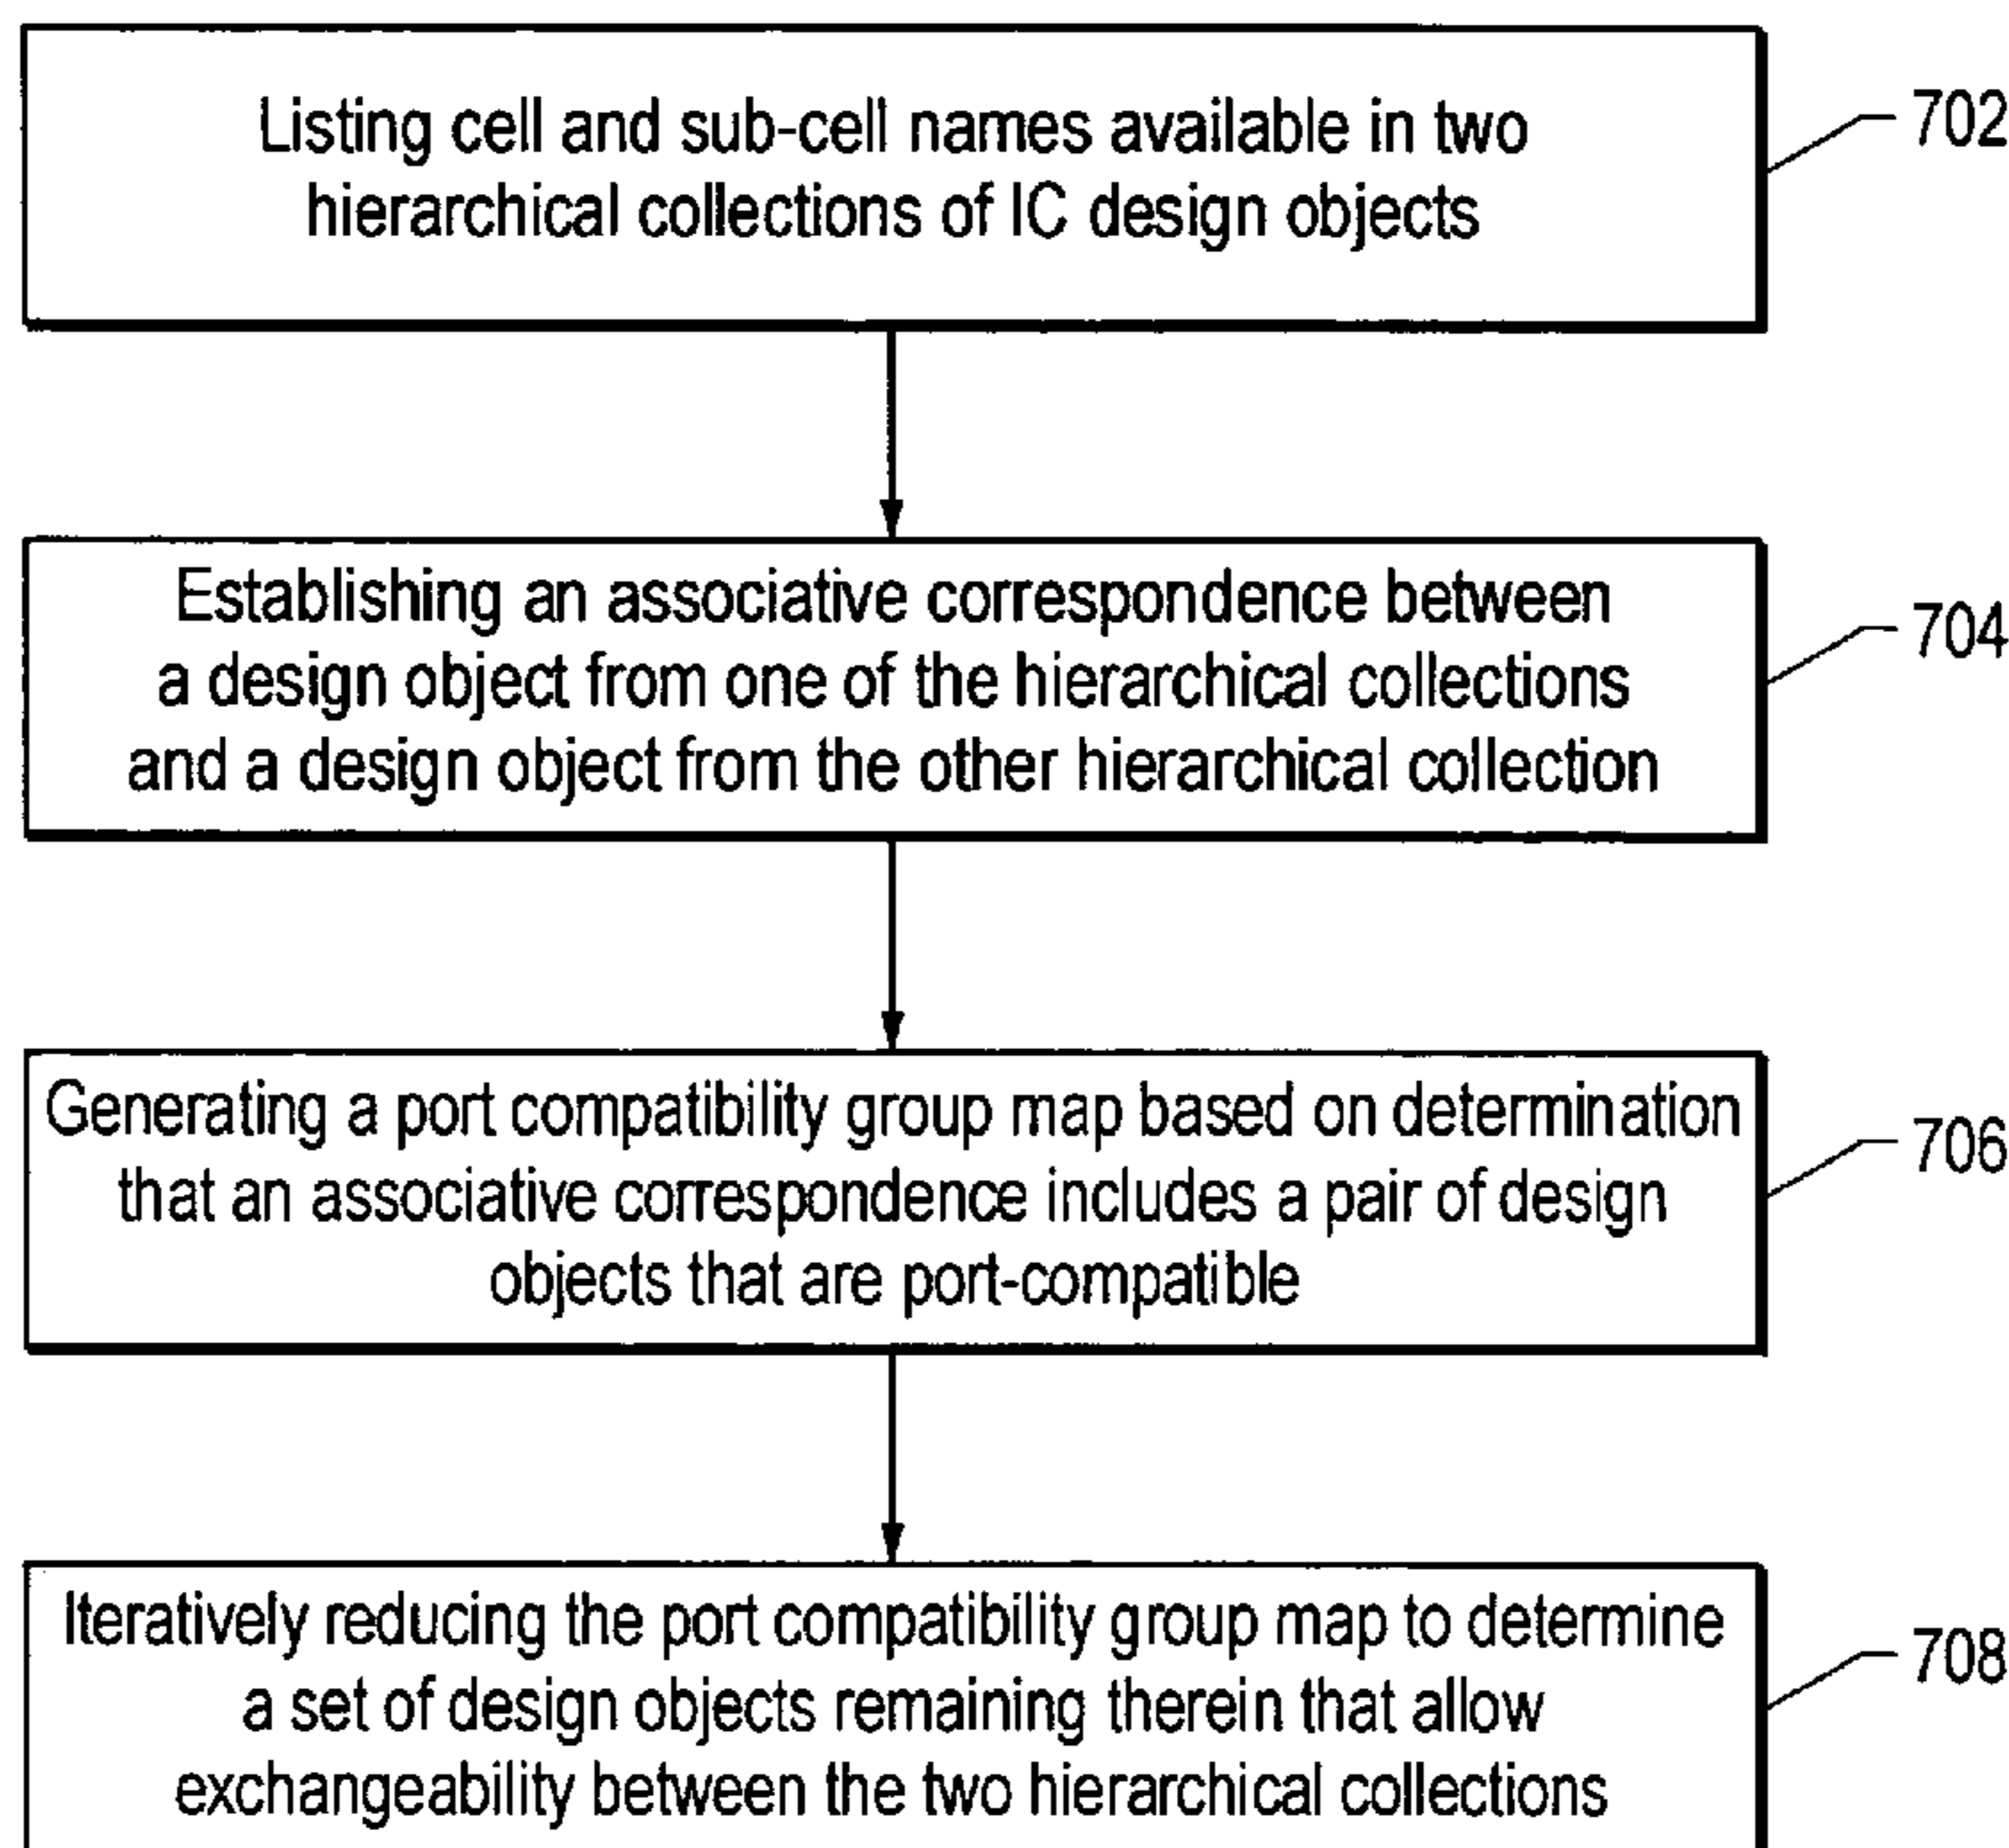 Listing cell and sub-cell names available in two
hierarchical collections of IC design objects
702
Establishing an associative correspondence between
a design object from one of the hierarchical collections
and a design object from the other hierarchical collection
704
Generating a port compatibility group map based on determination
that an associative correspondence includes a pair of design
objects that are port-compatible
706
Iteratively reducing the port compatibility group map to determine
a set of design objects remaining therein that allow
exchangeability between the two hierarchical collections
708